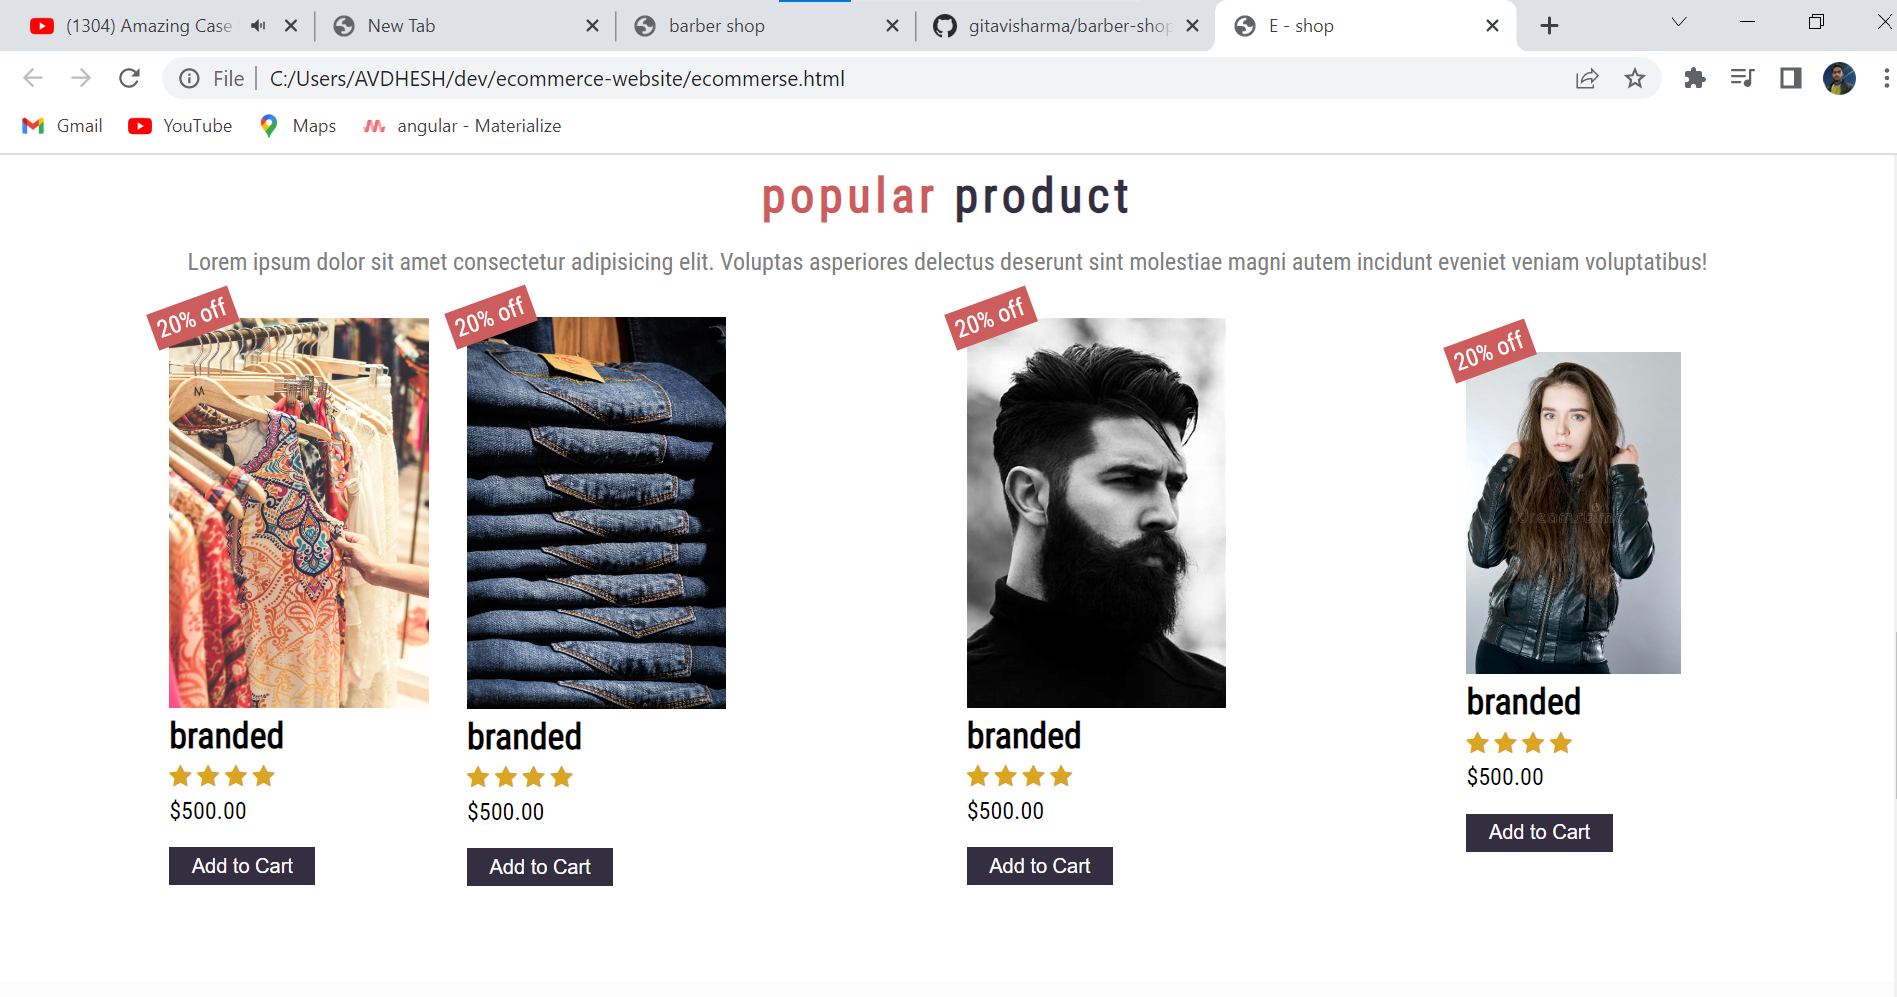 (1304) Amazing Case
New Tab
barber shop
gitavisharma/barber-shop
E - shop
File
C:/Users/AVDHESH/dev/ecommerce-website/ecommerse.html
Gmail
YouTube
Maps
angular - Materialize
popular product
Lorem ipsum dolor sit amet consectetur adipisicing elit. Voluptas asperiores delectus deserunt sint molestiae magni autem incidunt eveniet veniam voluptatibus!
20% off
branded
$500.00
Add to Cart
20% off
branded
$500.00
Add to Cart
20% off
branded
$500.00
Add to Cart
20% off
dreamstime
branded
$500.00
Add to Cart